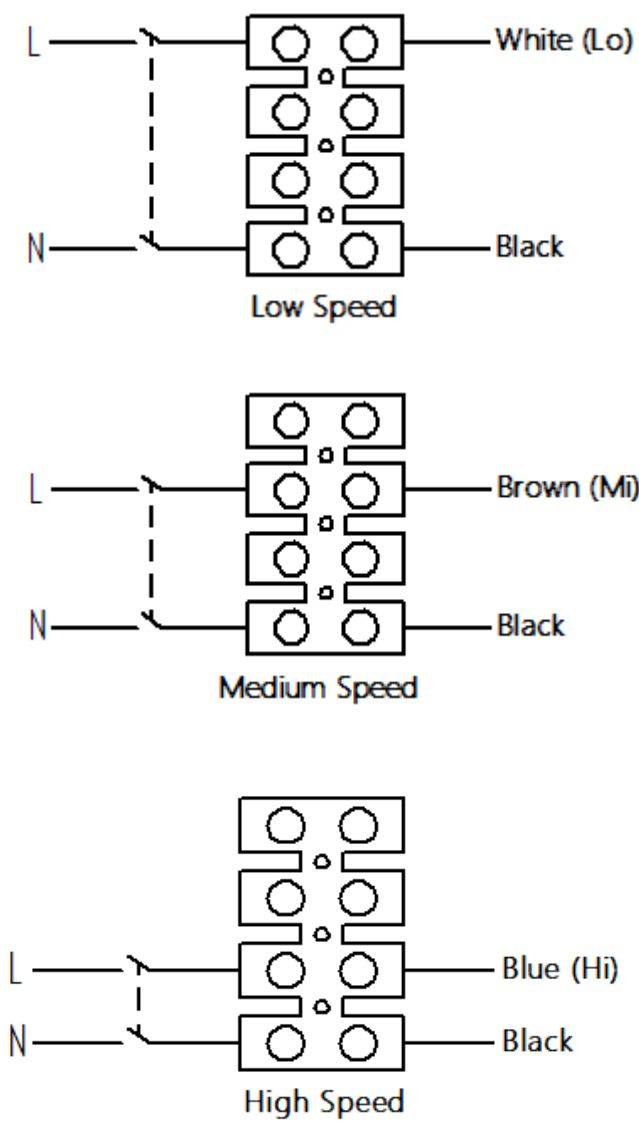 L White (Lo)
N Black
Low Speed
L Brown (Mi)
N Black
Medium Speed
L Blue (Hi)
N Black
High Speed